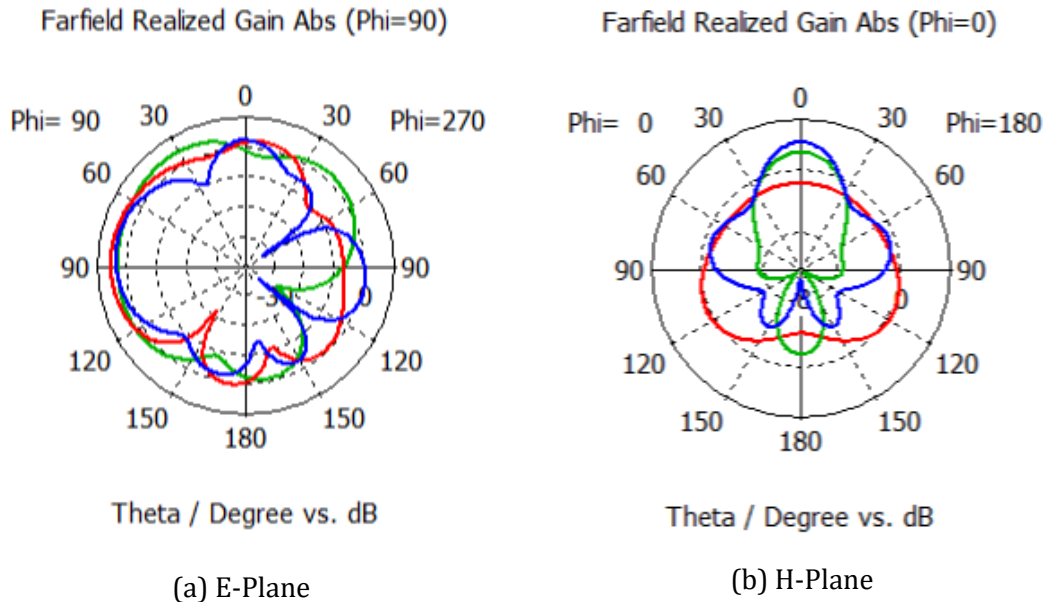 Farfield Realized Gain Abs (Phi=90)
Phi= 90 30 0 30 Phi=270
60 60
90 0 90
120 120
150 150
180
Theta / Degree vs. dB
(a) E-Plane
Farfield Realized Gain Abs (Phi=0)
Phi= 0 30 0 30 Phi=180
60 60
90 0 90
120 120
150 150
180
Theta / Degree vs. dB
(b) H-Plane